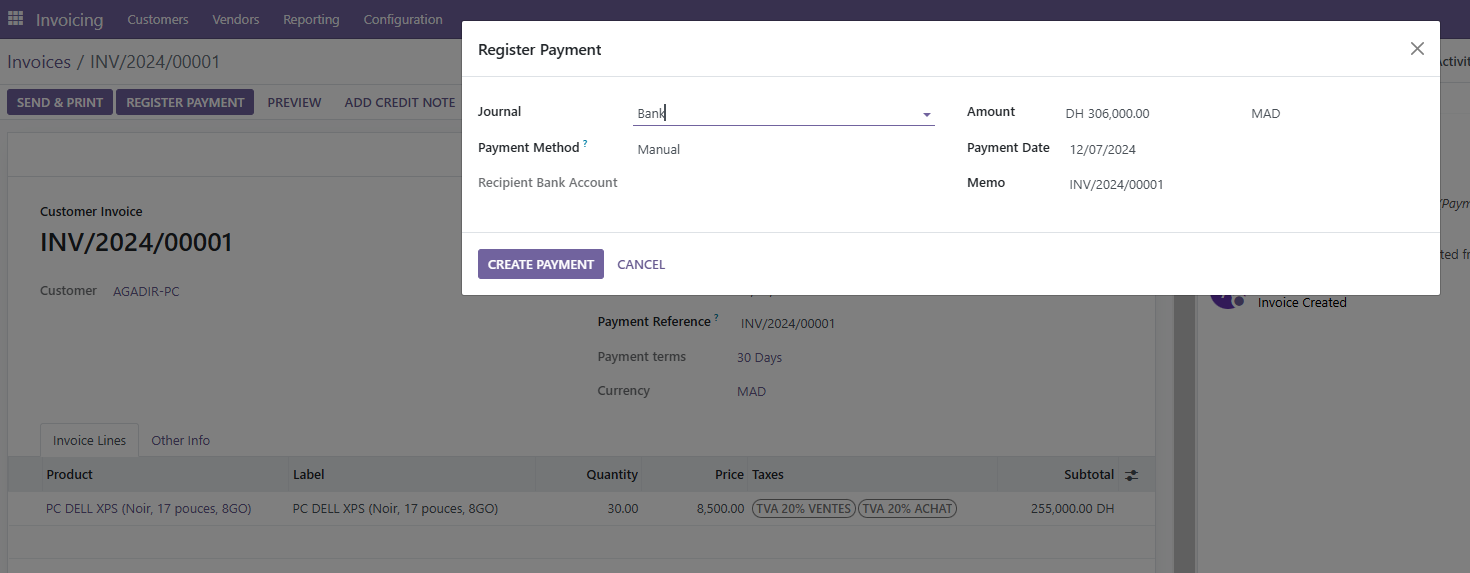 Invoicing Customers Vendors Reporting Configuration
Invoices / INV/2024/00001
SEND & PRINT REGISTER PAYMENT PREVIEW ADD CREDIT NOTE
Register Payment
Journal Bank Amount DH 306,000.00 MAD
Payment Method ? Manual Payment Date 12/07/2024
Recipient Bank Account Memo INV/2024/00001
CREATE PAYMENT CANCEL
Customer Invoice
INV/2024/00001
Customer AGADIR-PC
Invoice Created
Payment Reference ? INV/2024/00001
Payment terms 30 Days
Currency MAD
Invoice Lines Other Info
Product Label Quantity Price Taxes Subtotal
PC DELL XPS (Noir, 17 pouces, 8GO) PC DELL XPS (Noir, 17 pouces, 8GO) 30.00 8,500.00 TVA 20% VENTES TVA 20% ACHAT 255,000.00 DH